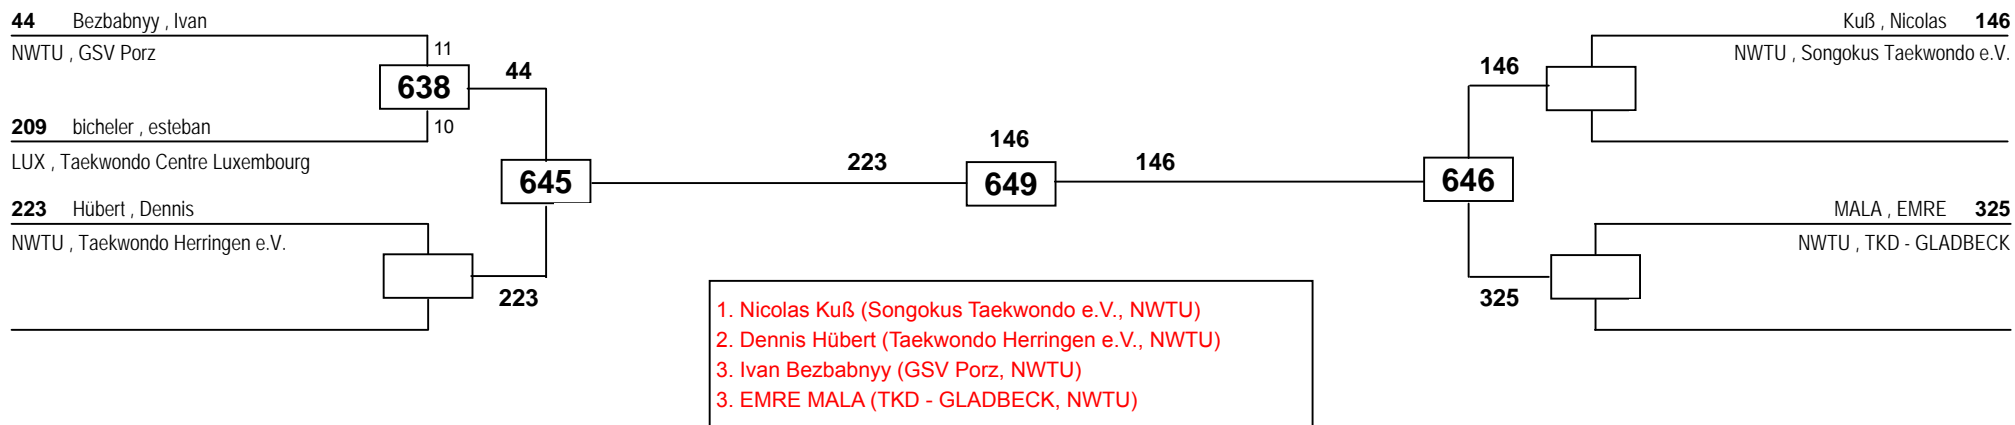 44 Bezbabnyy , Ivan
NWTU , GSV Porz
11
638
44
10
209 bicheler , esteban
LUX , Taekwondo Centre Luxembourg
645
223 Hübert , Dennis
NWTU , Taekwondo Herringen e.V.
223
223
146
649
146
Kuß , Nicolas 146
NWTU , Songokus Taekwondo e.V.
146
646
MALA , EMRE 325
NWTU , TKD - GLADBECK
325
1. Nicolas Kuß (Songokus Taekwondo e.V., NWTU)
2. Dennis Hübert (Taekwondo Herringen e.V., NWTU)
3. Ivan Bezbabnyy (GSV Porz, NWTU)
3. EMRE MALA (TKD - GLADBECK, NWTU)